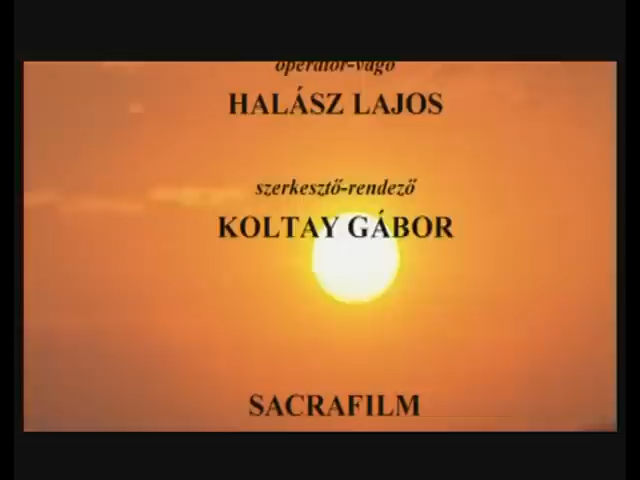 operatőr-vágó
HALÁSZ LAJOS
szerkesztő-rendező
KOLTAY GÁBOR
SACRAFILM